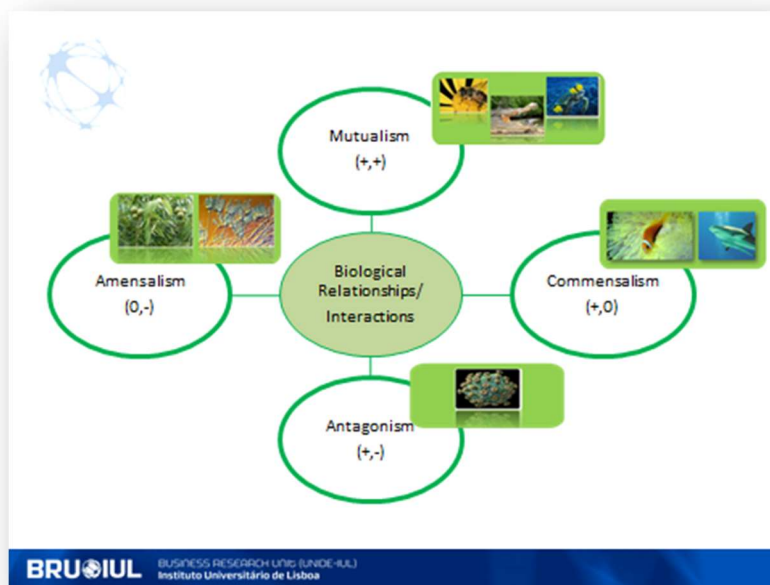 Mutualism
(+,+)
Amensalism
(0,-)
Biological
Relationships/
Interactions
Commensalism
(+,0)
Antagonism
(+,-)
BRU IUL
BUSINESS RESEARCH UNIT (UNIDE-IUL)
Instituto Universitário de Lisboa